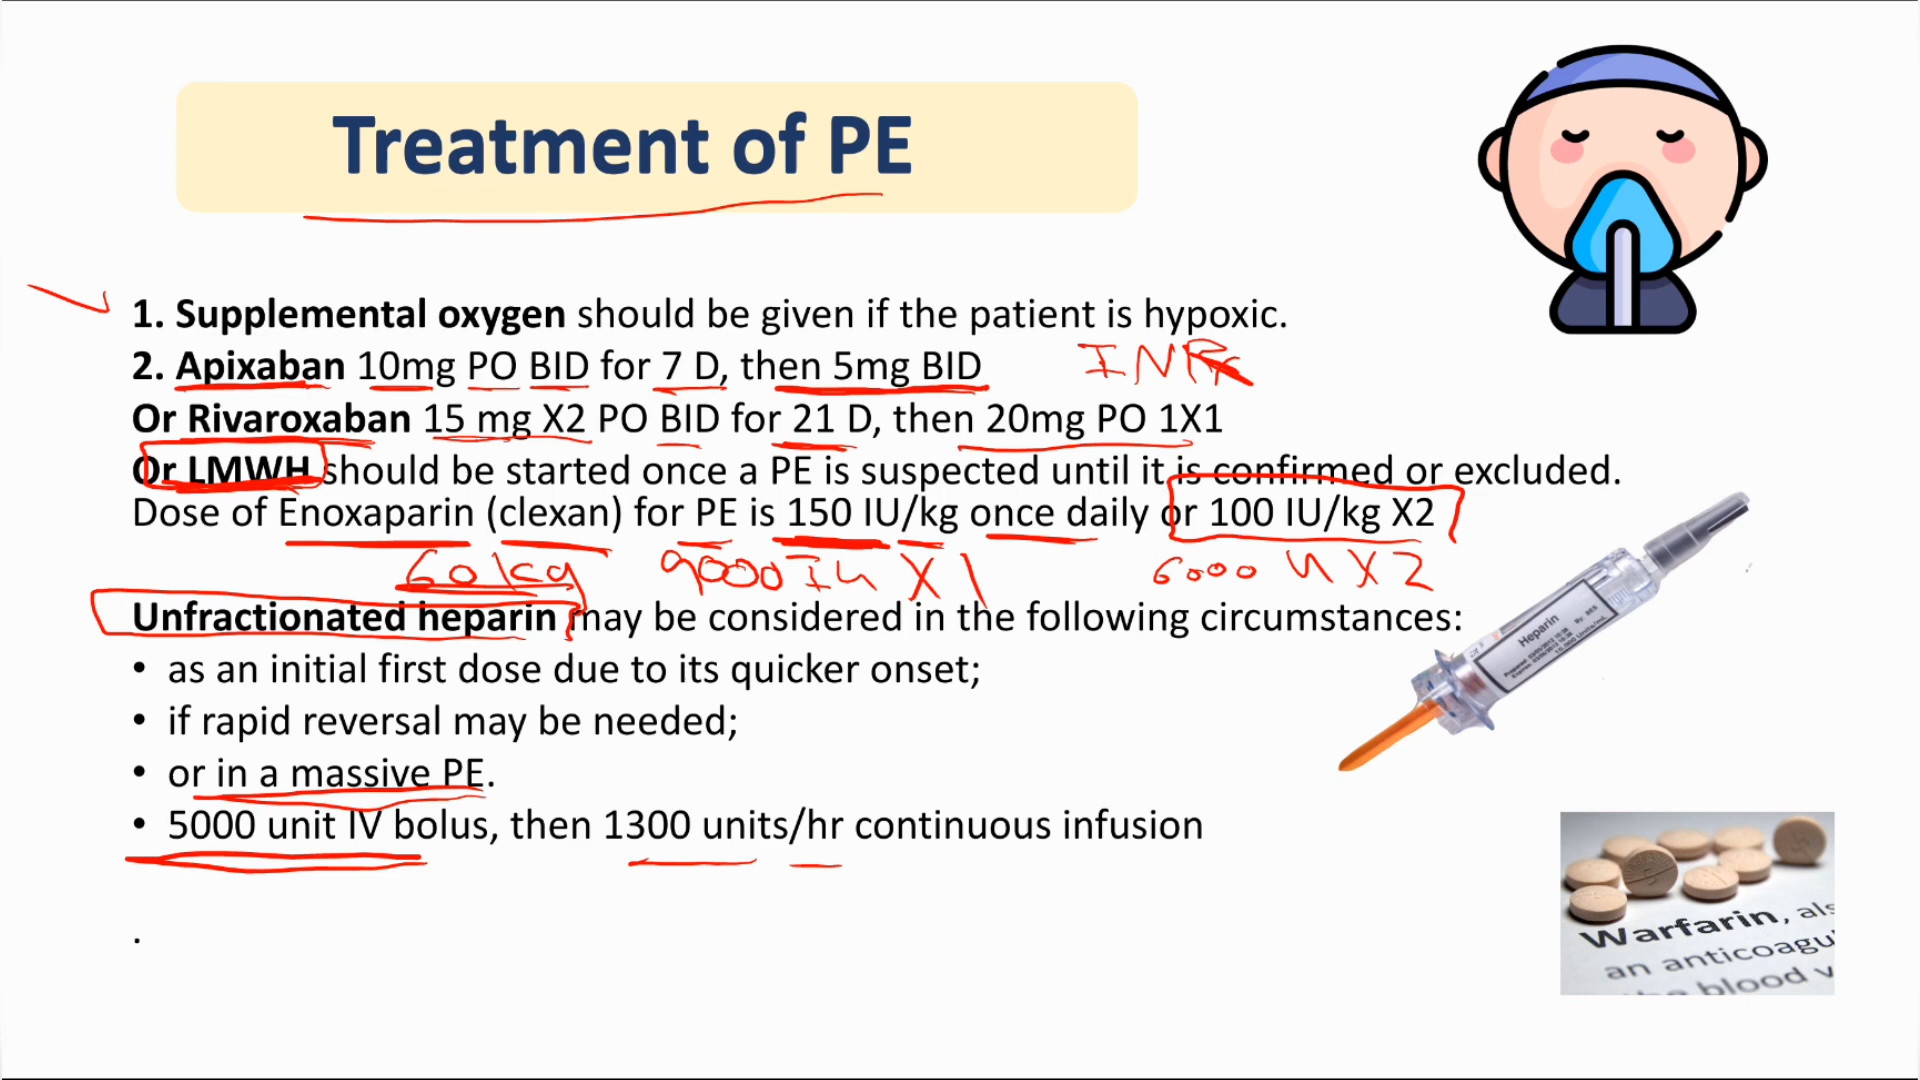 Treatment of PE
1. Supplemental oxygen should be given if the patient is hypoxic.
2. Apixaban 10mg PO BID for 7 D, then 5mg BID INR
Or Rivaroxaban 15 mg X2 PO BID for 21 D, then 20mg PO 1X1
Or LMWH should be started once a PE is suspected until it is confirmed or excluded.
Dose of Enoxaparin (clexan) for PE is 150 IU/kg once daily or 100 IU/kg X2
60 kg 9000 IU X 1 6000 U X 2
Unfractionated heparin may be considered in the following circumstances:
• as an initial first dose due to its quicker onset;
• if rapid reversal may be needed;
• or in a massive PE.
• 5000 unit IV bolus, then 1300 units/hr continuous infusion
.
Heparin
Warfarin, als
an anticoagu
blood v